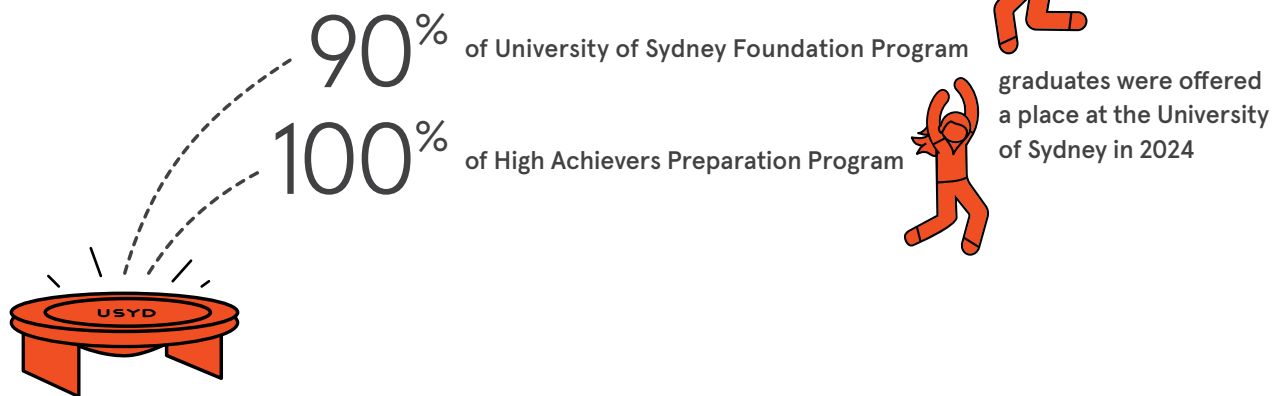 90% of University of Sydney Foundation Program
100% of High Achievers Preparation Program
graduates were offered
a place at the University
of Sydney in 2024
USYD